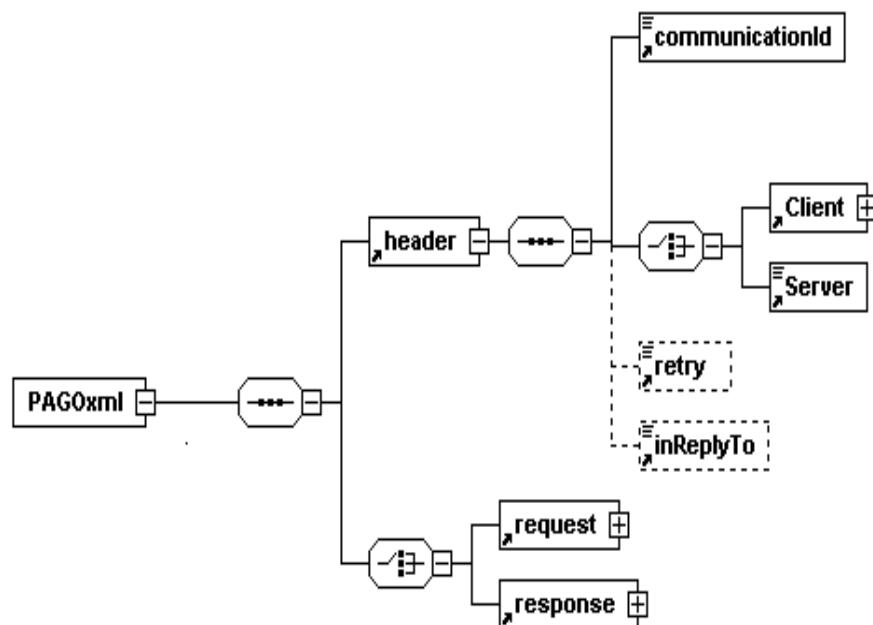 communicationId
Client
header
Server
retry
PAGOxml
inReplyTo
request
response